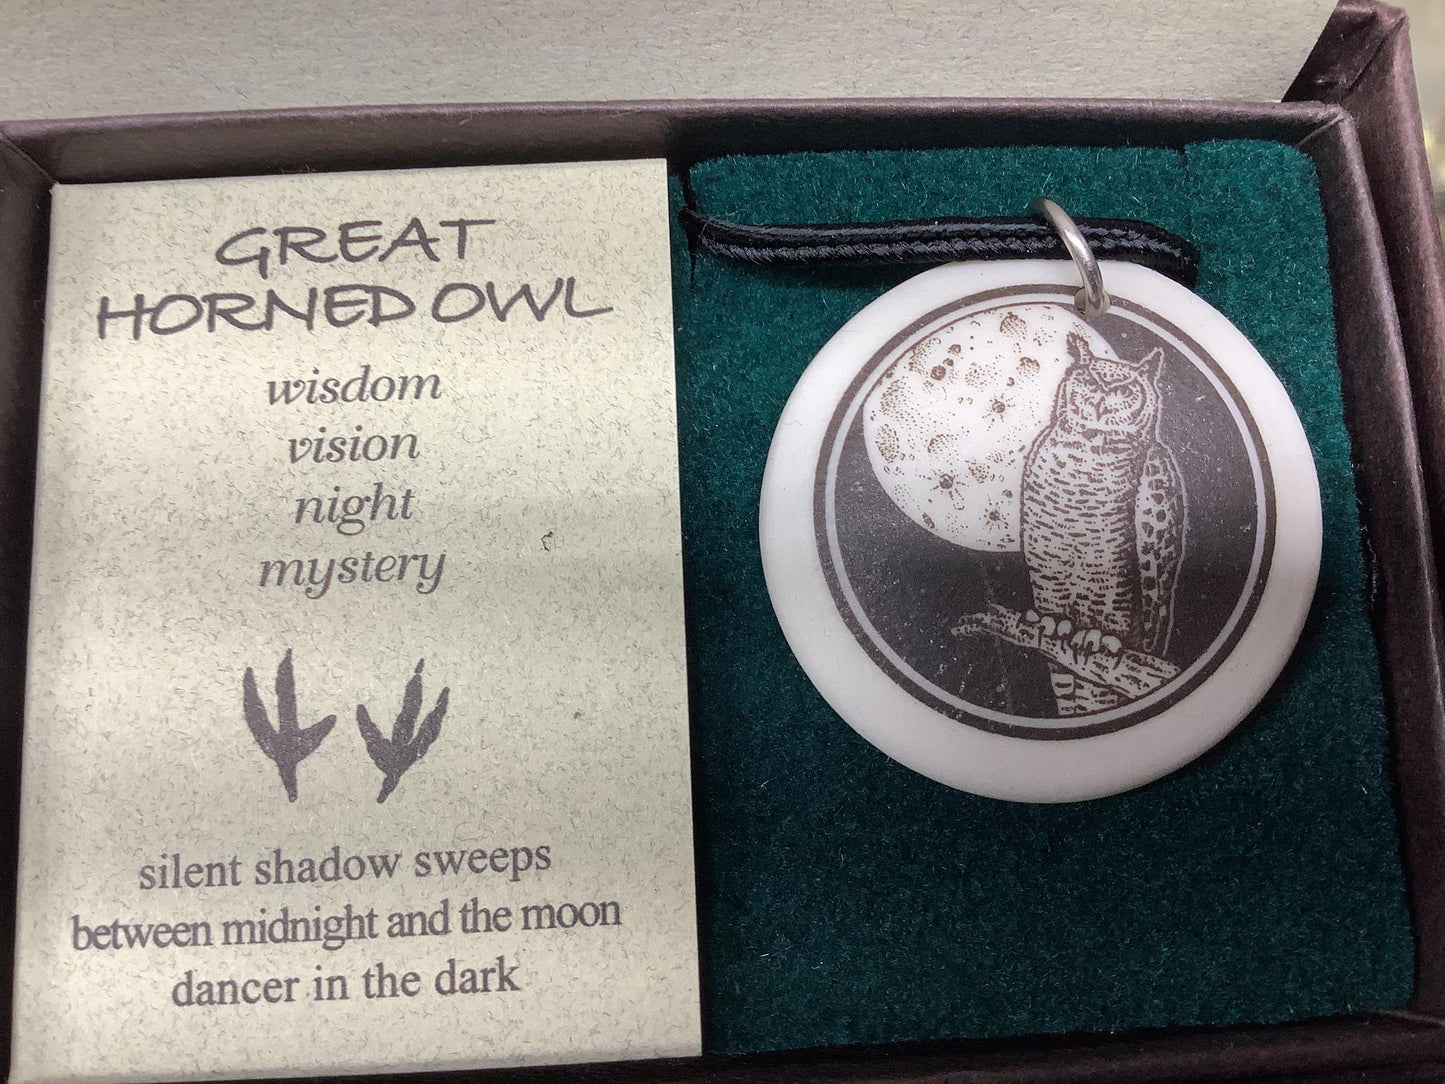 GREAT
HORNED OWL
wisdom
vision
night
mystery
silent shadow sweeps
between midnight and the moon
dancer in the dark